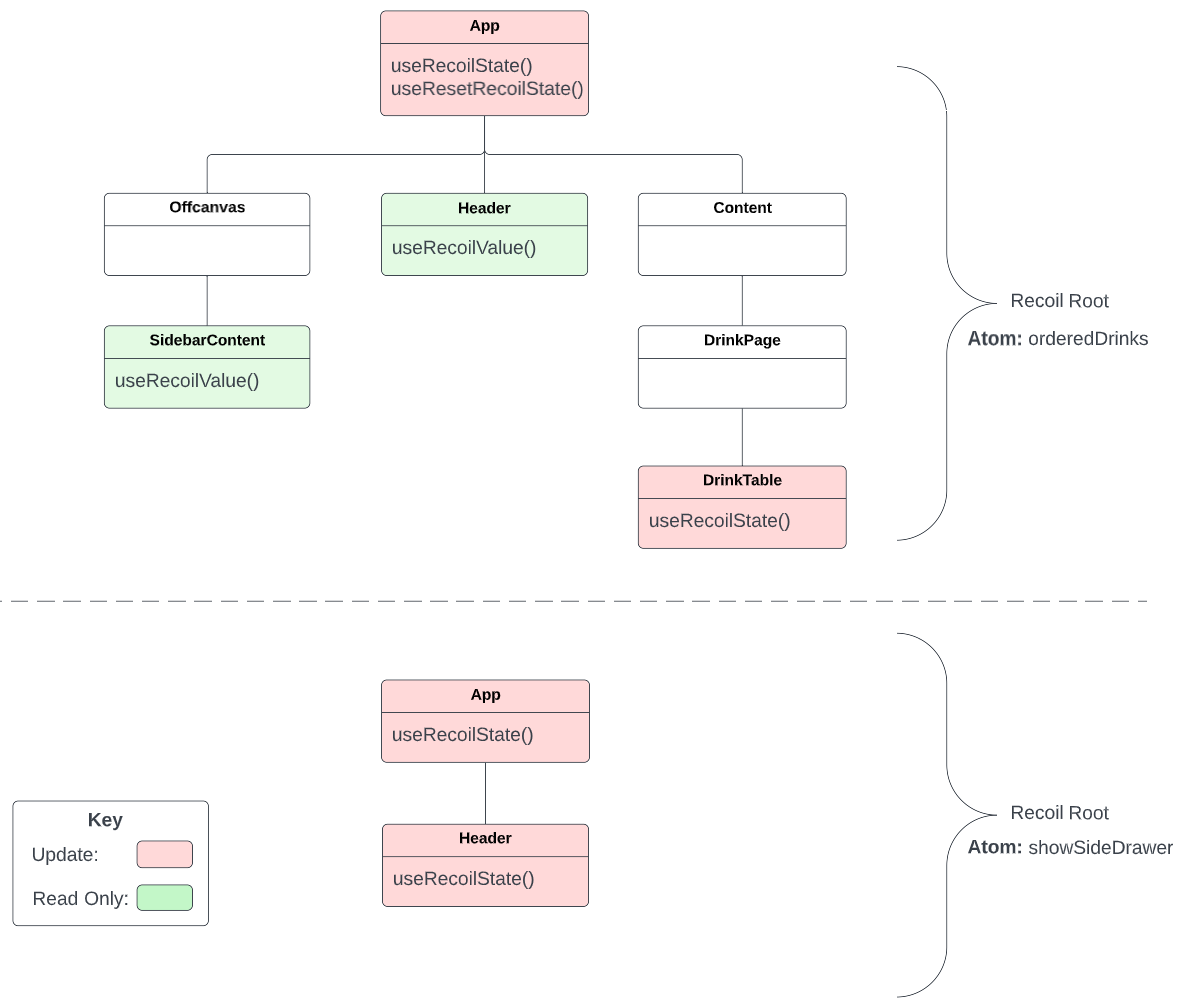 App
useRecoilState()
useResetRecoilState()
Offcanvas
Header
useRecoilValue()
Content
SidebarContent
useRecoilValue()
DrinkPage
DrinkTable
useRecoilState()
Recoil Root
Atom: orderedDrinks
App
useRecoilState()
Header
useRecoilState()
Recoil Root
Atom: showSideDrawer
Key
Update:
Read Only: